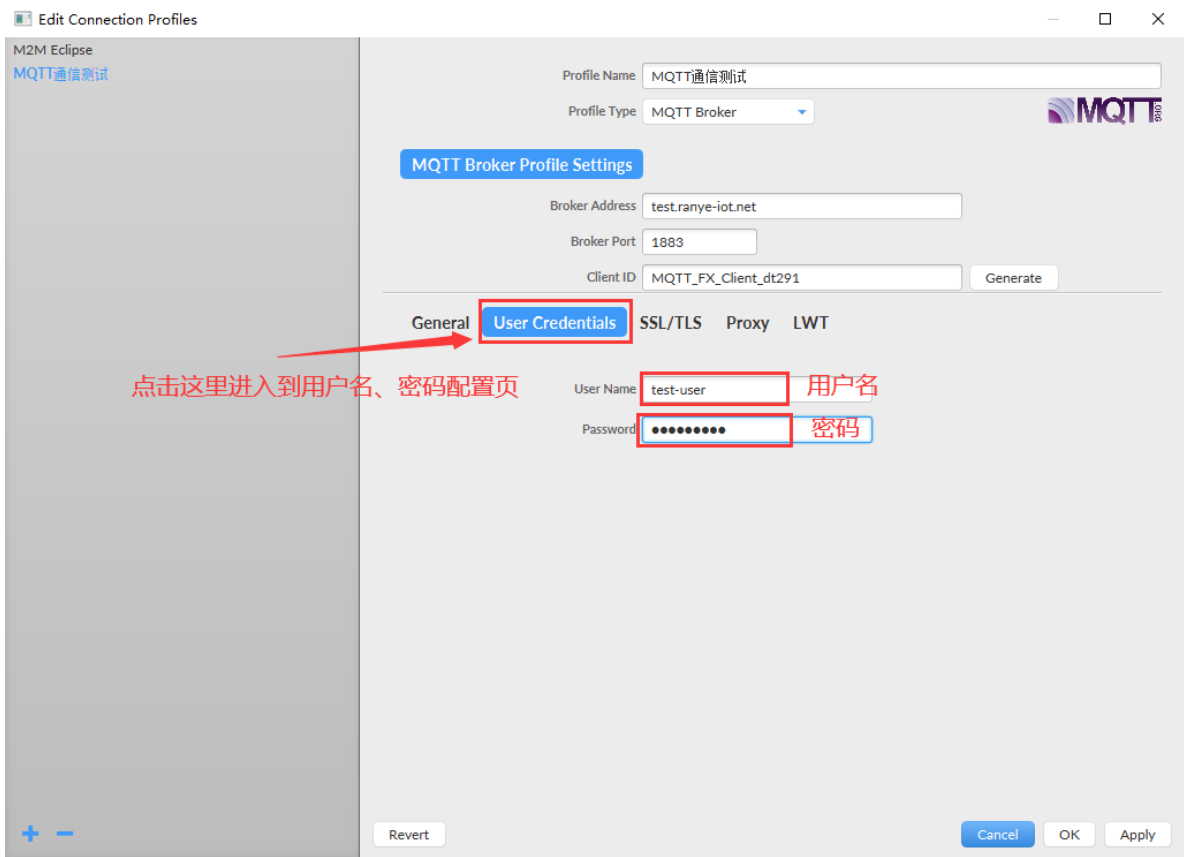 Edit Connection Profiles
M2M Eclipse
MQTT通信测试
Profile Name MQTT通信测试
Profile Type MQTT Broker
MQTT.ORG
MQTT Broker Profile Settings
Broker Address test.ranye-iot.net
Broker Port 1883
Client ID MQTT_FX_Client_dt291 Generate
General User Credentials SSL/TLS Proxy LWT
点击这里进入到用户名、密码配置页
User Name test-user 用户名
Password ●●●●●●●●● 密码
Revert Cancel OK Apply